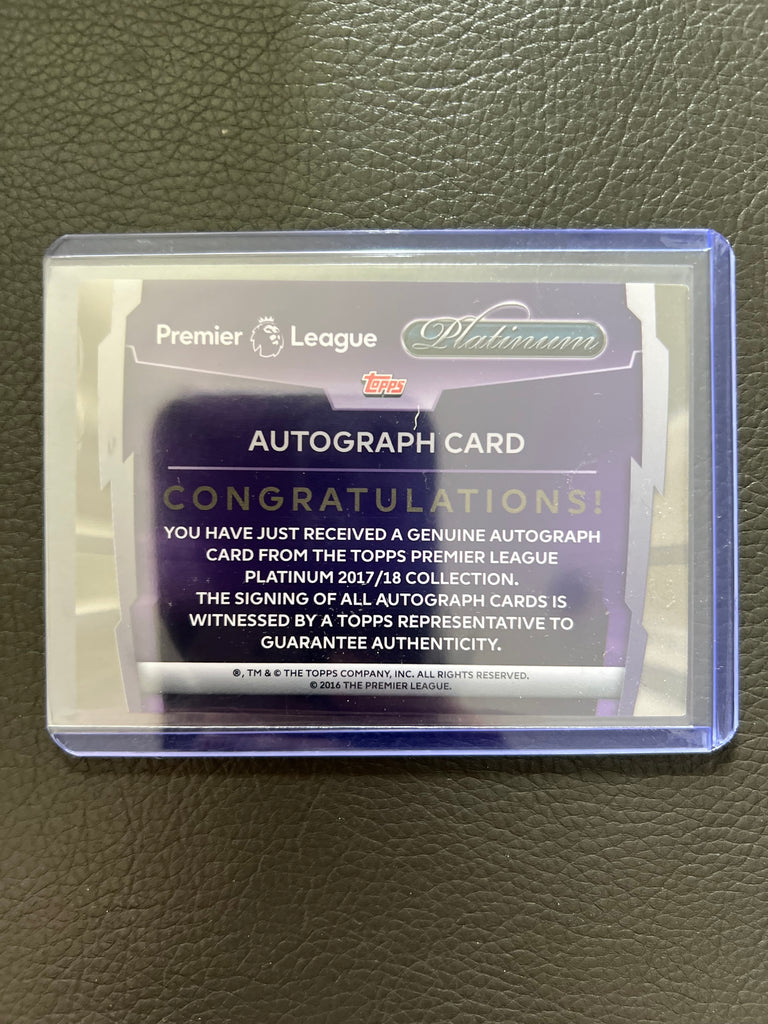 Premier League Platinum
topps
AUTOGRAPH CARD
CONGRATULATIONS!
YOU HAVE JUST RECEIVED A GENUINE AUTOGRAPH
CARD FROM THE TOPPS PREMIER LEAGUE
PLATINUM 2017/18 COLLECTION.
THE SIGNING OF ALL AUTOGRAPH CARDS IS
WITNESSED BY A TOPPS REPRESENTATIVE TO
GUARANTEE AUTHENTICITY.
®, TM & © THE TOPPS COMPANY, INC. ALL RIGHTS RESERVED.
© 2016 THE PREMIER LEAGUE.